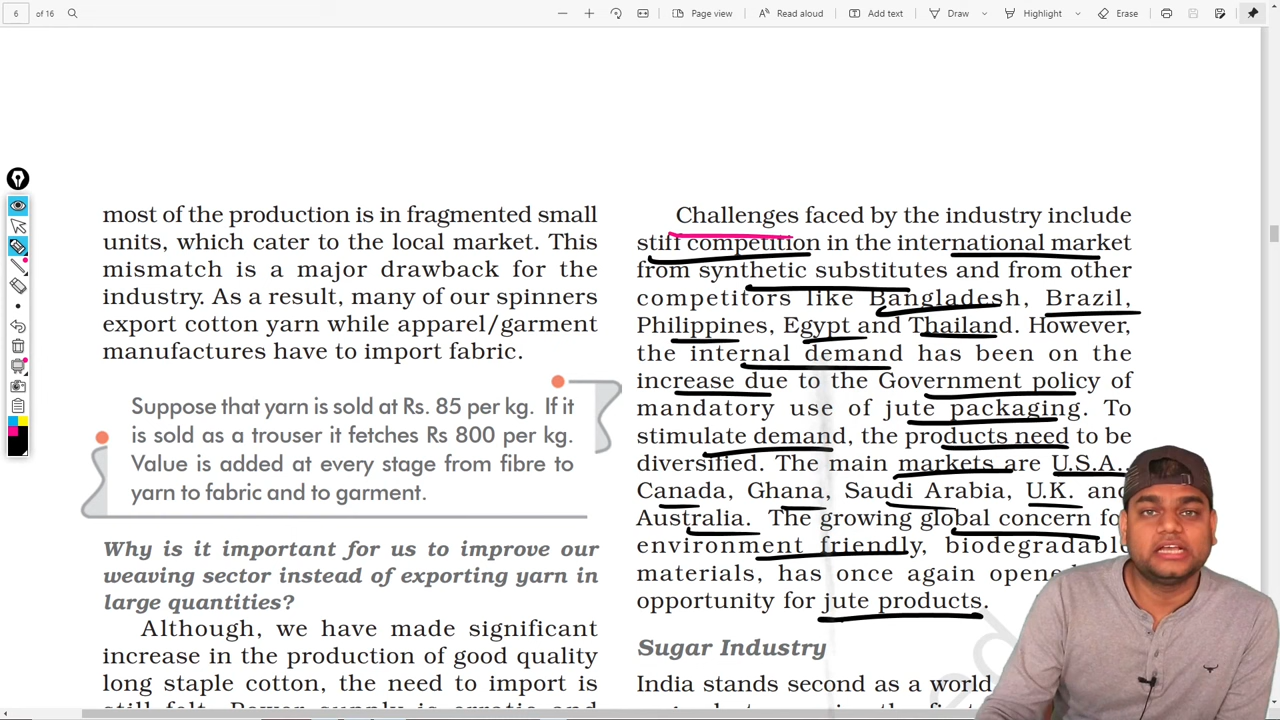 6 of 16 Page view Read aloud Add text Draw Highlight Erase
most of the production is in fragmented small
units, which cater to the local market. This
mismatch is a major drawback for the
industry. As a result, many of our spinners
export cotton yarn while apparel/garment
manufactures have to import fabric.
Suppose that yarn is sold at Rs. 85 per kg. If it
is sold as a trouser it fetches Rs 800 per kg.
Value is added at every stage from fibre to
yarn to fabric and to garment.
Why is it important for us to improve our
weaving sector instead of exporting yarn in
large quantities?
Although, we have made significant
increase in the production of good quality
long staple cotton, the need to import is
still felt. Power supply is erratic and
Challenges faced by the industry include
stiff competition in the international market
from synthetic substitutes and from other
competitors like Bangladesh, Brazil,
Philippines, Egypt and Thailand. However,
the internal demand has been on the
increase due to the Government policy of
mandatory use of jute packaging. To
stimulate demand, the products need to be
diversified. The main markets are U.S.A.,
Canada, Ghana, Saudi Arabia, U.K. and
Australia. The growing global concern for
environment friendly, biodegradable
materials, has once again opened
opportunity for jute products.
Sugar Industry
India stands second as a world